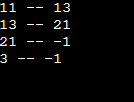 11 -- 13
13 -- 21
21 -- -1
3 -- -1